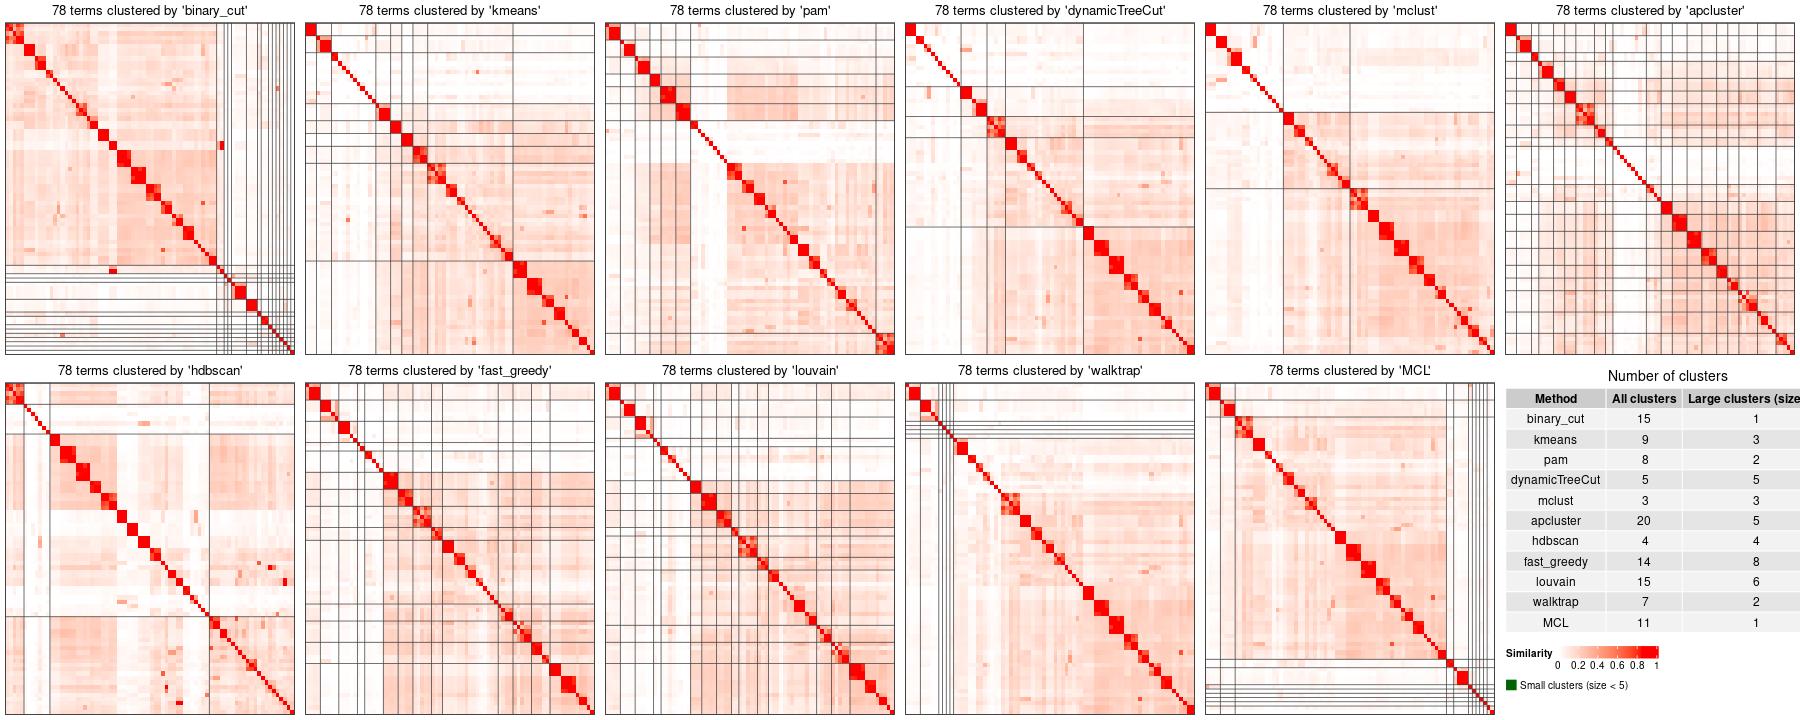 78 terms clustered by 'binary_cut'
78 terms clustered by 'kmeans'
78 terms clustered by 'pam'
78 terms clustered by 'dynamicTreeCut'
78 terms clustered by 'mclust'
78 terms clustered by 'apcluster'
78 terms clustered by 'hdbscan'
78 terms clustered by 'fast_greedy'
78 terms clustered by 'louvain'
78 terms clustered by 'walktrap'
78 terms clustered by 'MCL'
Number of clusters
Method All clusters Large clusters (size
binary_cut 15 1
kmeans 9 3
pam 8 2
dynamicTreeCut 5 5
mclust 3 3
apcluster 20 5
hdbscan 4 4
fast_greedy 14 8
louvain 15 6
walktrap 7 2
MCL 11 1
Similarity
0 0.2 0.4 0.6 0.8 1
Small clusters (size < 5)